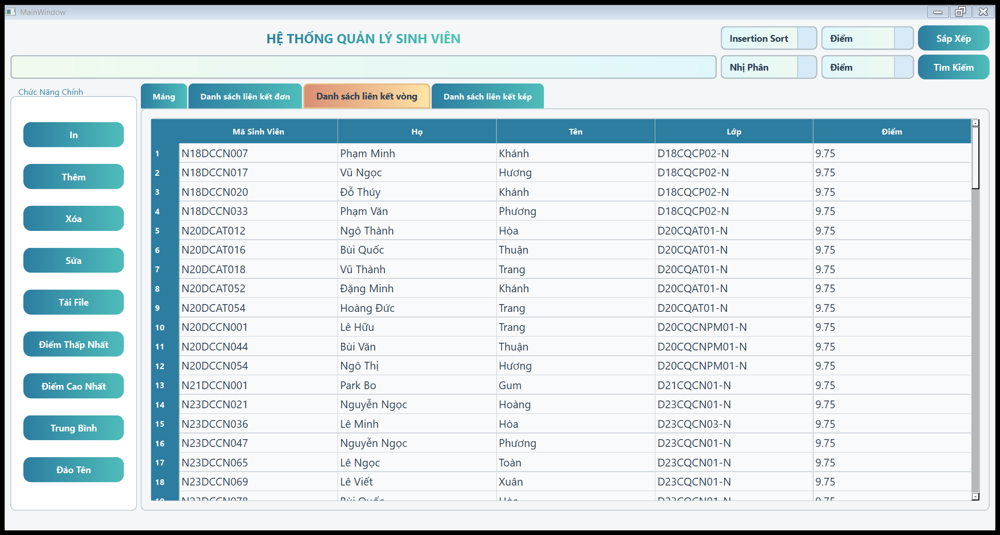 MainWindow
HỆ THỐNG QUẢN LÝ SINH VIÊN
Insertion Sort Điểm Sắp Xếp
Nhị Phân Điểm Tìm Kiếm
Chức Năng Chính
Mảng Danh sách liên kết đơn Danh sách liên kết vòng Danh sách liên kết kép
In
Thêm
Xóa
Sửa
Tải File
Điểm Thấp Nhất
Điểm Cao Nhất
Trung Bình
Đảo Tên
Mã Sinh Viên Họ Tên Lớp Điểm
1 N18DCCN007 Phạm Minh Khánh D18CQCP02-N 9.75
2 N18DCCN017 Vũ Ngọc Hương D18CQCP02-N 9.75
3 N18DCCN020 Đỗ Thúy Khánh D18CQCP02-N 9.75
4 N18DCCN033 Phạm Văn Phương D18CQCP02-N 9.75
5 N20DCAT012 Ngô Thành Hòa D20CQAT01-N 9.75
6 N20DCAT016 Bùi Quốc Thuận D20CQAT01-N 9.75
7 N20DCAT018 Vũ Thành Trang D20CQAT01-N 9.75
8 N20DCAT052 Đặng Minh Khánh D20CQAT01-N 9.75
9 N20DCAT054 Hoàng Đức Trang D20CQAT01-N 9.75
10 N20DCCN001 Lê Hữu Trang D20CQCNPM01-N 9.75
11 N20DCCN044 Bùi Văn Thuận D20CQCNPM01-N 9.75
12 N20DCCN054 Ngô Thị Hương D20CQCNPM01-N 9.75
13 N21DCCN001 Park Bo Gum D21CQCN01-N 9.75
14 N23DCCN021 Nguyễn Ngọc Hoàng D23CQCN01-N 9.75
15 N23DCCN036 Lê Minh Hòa D23CQCN03-N 9.75
16 N23DCCN047 Nguyễn Ngọc Phương D23CQCN01-N 9.75
17 N23DCCN065 Lê Ngọc Toàn D23CQCN01-N 9.75
18 N23DCCN069 Lê Viết Xuân D23CQCN01-N 9.75
19 N23DCCN078 Bùi Quốc Hòa D23CQCN01-N 9.75